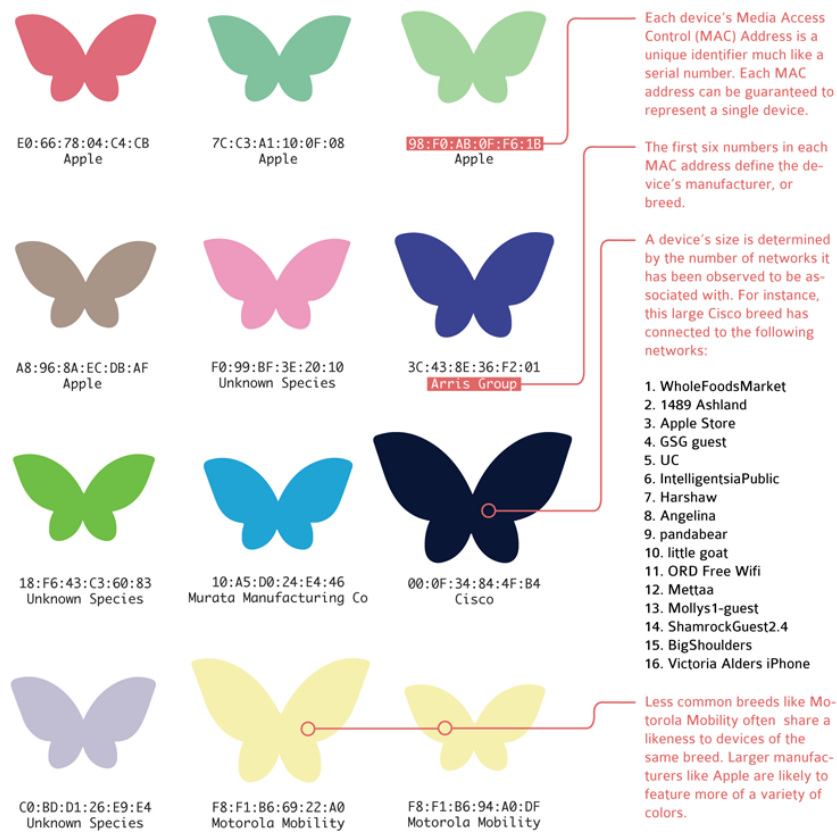 Each device's Media Access
Control (MAC) Address is a
unique identifier much like a
serial number. Each MAC
address can be guaranteed to
represent a single device.
E0:66:78:04:C4:CB
Apple
7C:C3:A1:10:0F:08
Apple
98:F0:AB:0F:F6:1B
Apple
The first six numbers in each
MAC address define the de-
vice's manufacturer, or
breed.
A device's size is determined
by the number of networks it
has been observed to be as-
sociated with. For instance,
this large Cisco breed has
connected to the following
networks:
A8:96:8A:EC:DB:AF
Apple
F0:99:BF:3E:20:10
Unknown Species
3C:43:8E:36:F2:01
Arris Group
1. WholeFoodsMarket
2. 1489 Ashland
3. Apple Store
4. GSG guest
5. UC
6. IntelligentsiaPublic
7. Harshaw
8. Angelina
9. pandabear
10. little goat
11. ORD Free Wifi
12. Mettaa
13. Mollys1-guest
14. ShamrockGuest2.4
15. BigShoulders
16. Victoria Alders iPhone
18:F6:43:C3:60:83
Unknown Species
10:A5:D0:24:E4:46
Murata Manufacturing Co
00:0F:34:84:4F:B4
Cisco
Less common breeds like Mo-
torola Mobility often share a
likeness to devices of the
same breed. Larger manufac-
turers like Apple are likely to
feature more of a variety of
colors.
C0:BD:D1:26:E9:E4
Unknown Species
F8:F1:B6:69:22:A0
Motorola Mobility
F8:F1:B6:94:A0:DF
Motorola Mobility